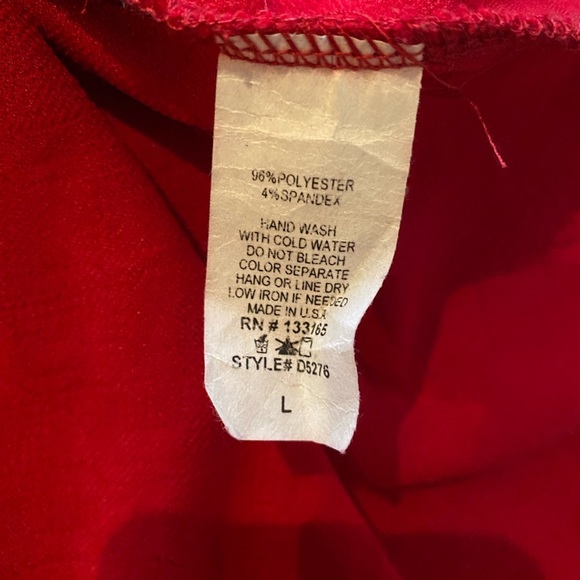 96%POLYESTER
4%SPANDEX
HAND WASH
WITH COLD WATER
DO NOT BLEACH
COLOR SEPARATE
HANG OR LINE DRY
LOW IRON IF NEEDED
MADE IN U.S.A
RN # 133165
STYLE# D5276
L